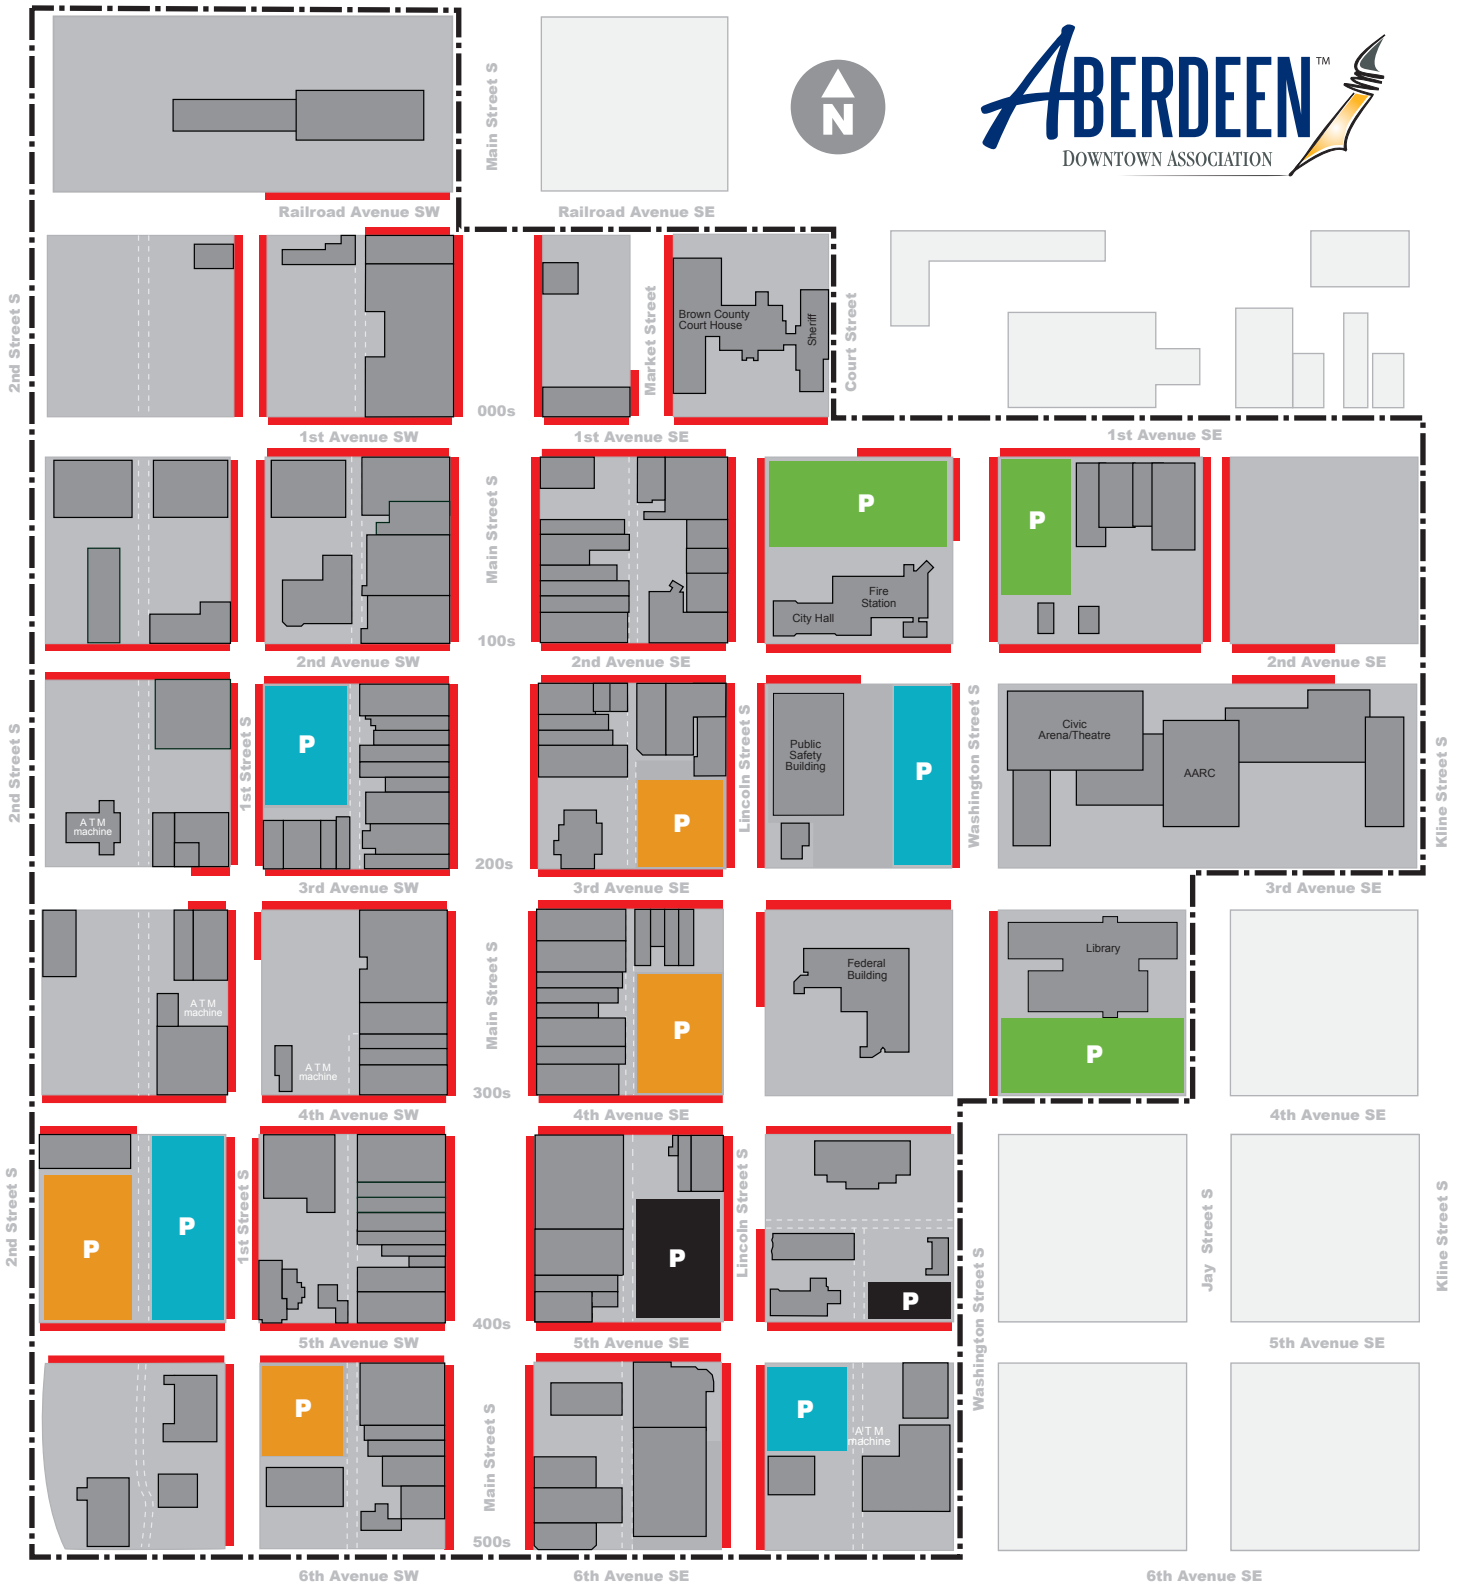 ABERDEEN™
DOWNTOWN ASSOCIATION
N
Main Street S
Railroad Avenue SW
Railroad Avenue SE
2nd Street S
Market Street
Brown County
Court House
Sheriff
Court Street
000s
1st Avenue SW
1st Avenue SE
1st Avenue SE
Main Street S
P
P
Fire
Station
City Hall
100s
2nd Avenue SW
2nd Avenue SE
2nd Avenue SE
2nd Street S
1st Street S
P
Lincoln Street S
Public
Safety
Building
P
Washington Street S
Civic
Arena/Theatre
AARC
Kline Street S
ATM
machine
P
200s
3rd Avenue SW
3rd Avenue SE
3rd Avenue SE
Main Street S
Federal
Building
Library
ATM
machine
P
P
ATM
machine
300s
4th Avenue SW
4th Avenue SE
4th Avenue SE
2nd Street S
P
P
1st Street S
P
Lincoln Street S
P
Washington Street S
Jay Street S
Kline Street S
400s
5th Avenue SW
5th Avenue SE
5th Avenue SE
P
Main Street S
P
ATM
machine
500s
6th Avenue SW
6th Avenue SE
6th Avenue SE